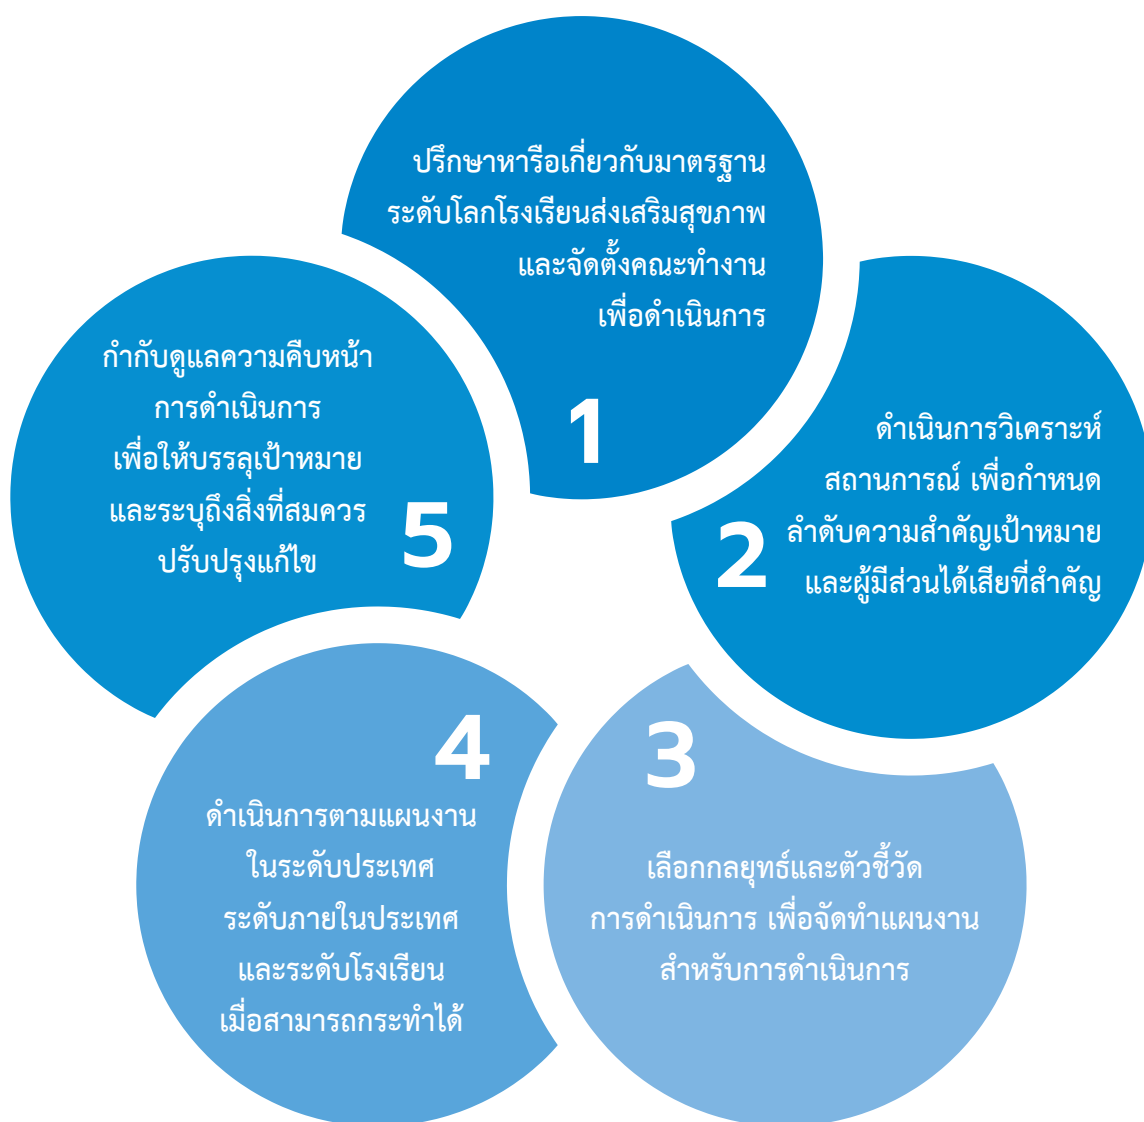 ปรึกษาหารือเกี่ยวกับมาตรฐาน
ระดับโลกโรงเรียนส่งเสริมสุขภาพ
และจัดตั้งคณะทำงาน
เพื่อดำเนินการ
1
ดำเนินการวิเคราะห์
สถานการณ์ เพื่อกำหนด
ลำดับความสำคัญเป้าหมาย
และผู้มีส่วนได้เสียที่สำคัญ
2
3
เลือกกลยุทธ์และตัวชี้วัด
การดำเนินการ เพื่อจัดทำแผนงาน
สำหรับการดำเนินการ
4
ดำเนินการตามแผนงาน
ในระดับประเทศ
ระดับภายในประเทศ
และระดับโรงเรียน
เมื่อสามารถกระทำได้
กำกับดูแลความคืบหน้า
การดำเนินการ
เพื่อให้บรรลุเป้าหมาย
และระบุถึงสิ่งที่สมควร
ปรับปรุงแก้ไข
5